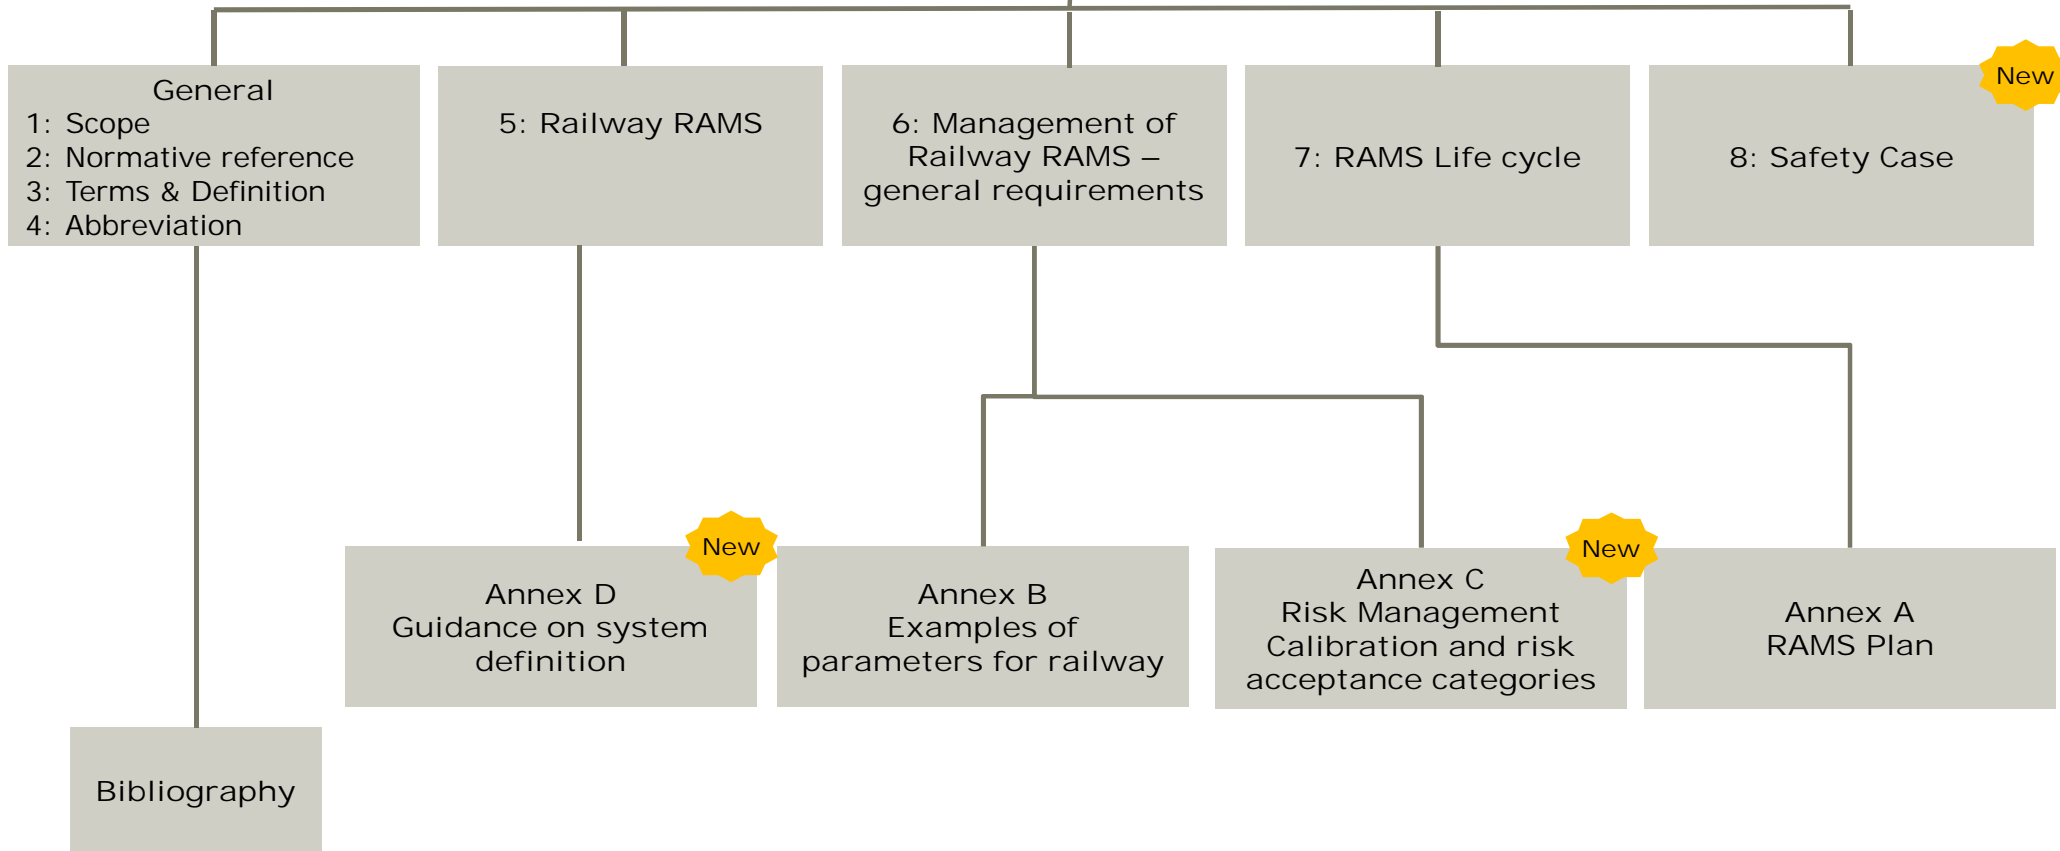 General
1: Scope
2: Normative reference
3: Terms & Definition
4: Abbreviation
5: Railway RAMS
6: Management of
Railway RAMS –
general requirements
7: RAMS Life cycle
New
8: Safety Case
New
Annex D
Guidance on system
definition
Annex B
Examples of
parameters for railway
New
Annex C
Risk Management
Calibration and risk
acceptance categories
Annex A
RAMS Plan
Bibliography